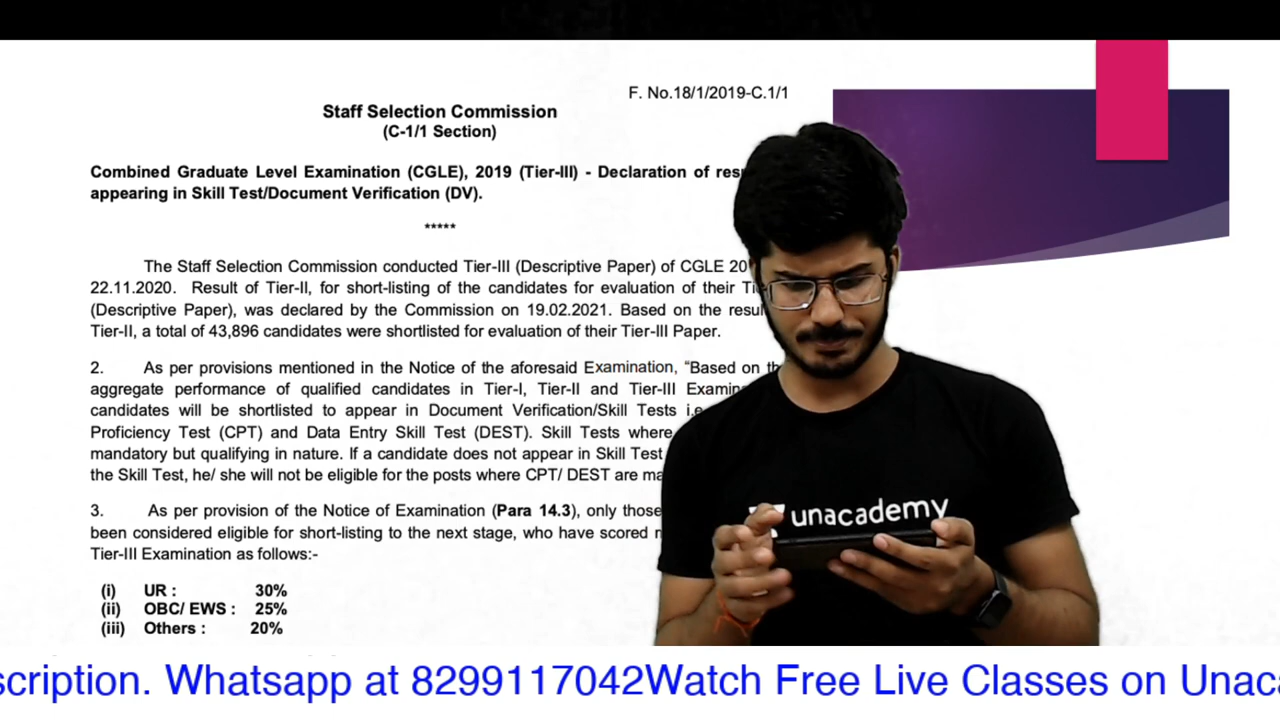 F. No.18/1/2019-C.1/1
Staff Selection Commission
(C-1/1 Section)
Combined Graduate Level Examination (CGLE), 2019 (Tier-III) - Declaration of
appearing in Skill Test/Document Verification (DV).
*****
The Staff Selection Commission conducted Tier-III (Descriptive Paper) of CGLE
22.11.2020. Result of Tier-II, for short-listing of the candidates for evaluation of their
(Descriptive Paper), was declared by the Commission on 19.02.2021. Based on the
Tier-II, a total of 43,896 candidates were shortlisted for evaluation of their Tier-III Paper.
2. As per provisions mentioned in the Notice of the aforesaid Examination, “Based on
aggregate performance of qualified candidates in Tier-I, Tier-II and Tier-III
candidates will be shortlisted to appear in Document Verification/Skill Tests
Proficiency Test (CPT) and Data Entry Skill Test (DEST). Skill Tests where
mandatory but qualifying in nature. If a candidate does not appear in Skill Test
the Skill Test, he/ she will not be eligible for the posts where CPT/ DEST are
3. As per provision of the Notice of Examination (Para 14.3), only those
been considered eligible for short-listing to the next stage, who have scored
Tier-III Examination as follows:-
(i) UR : 30%
(ii) OBC/ EWS : 25%
(iii) Others : 20%
unacademy
scription. Whatsapp at 8299117042Watch Free Live Classes on Unaca